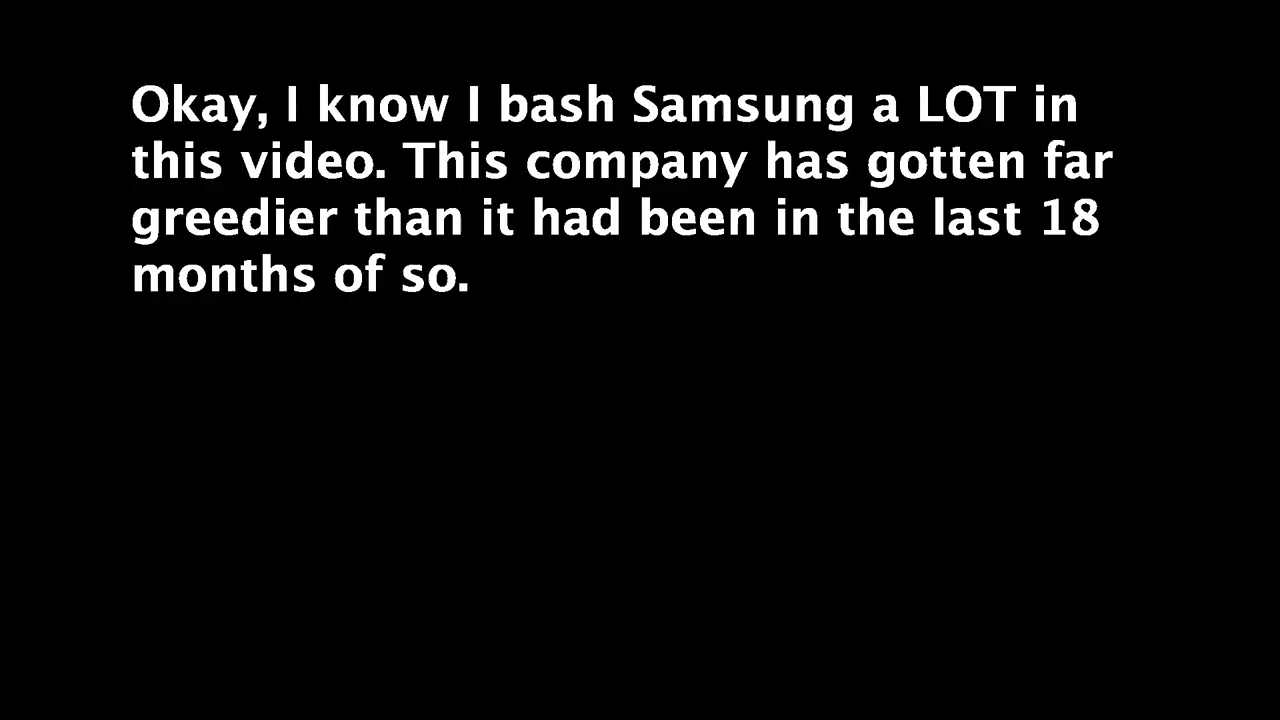 Okay, I know I bash Samsung a LOT in
this video. This company has gotten far
greedier than it had been in the last 18
months of so.